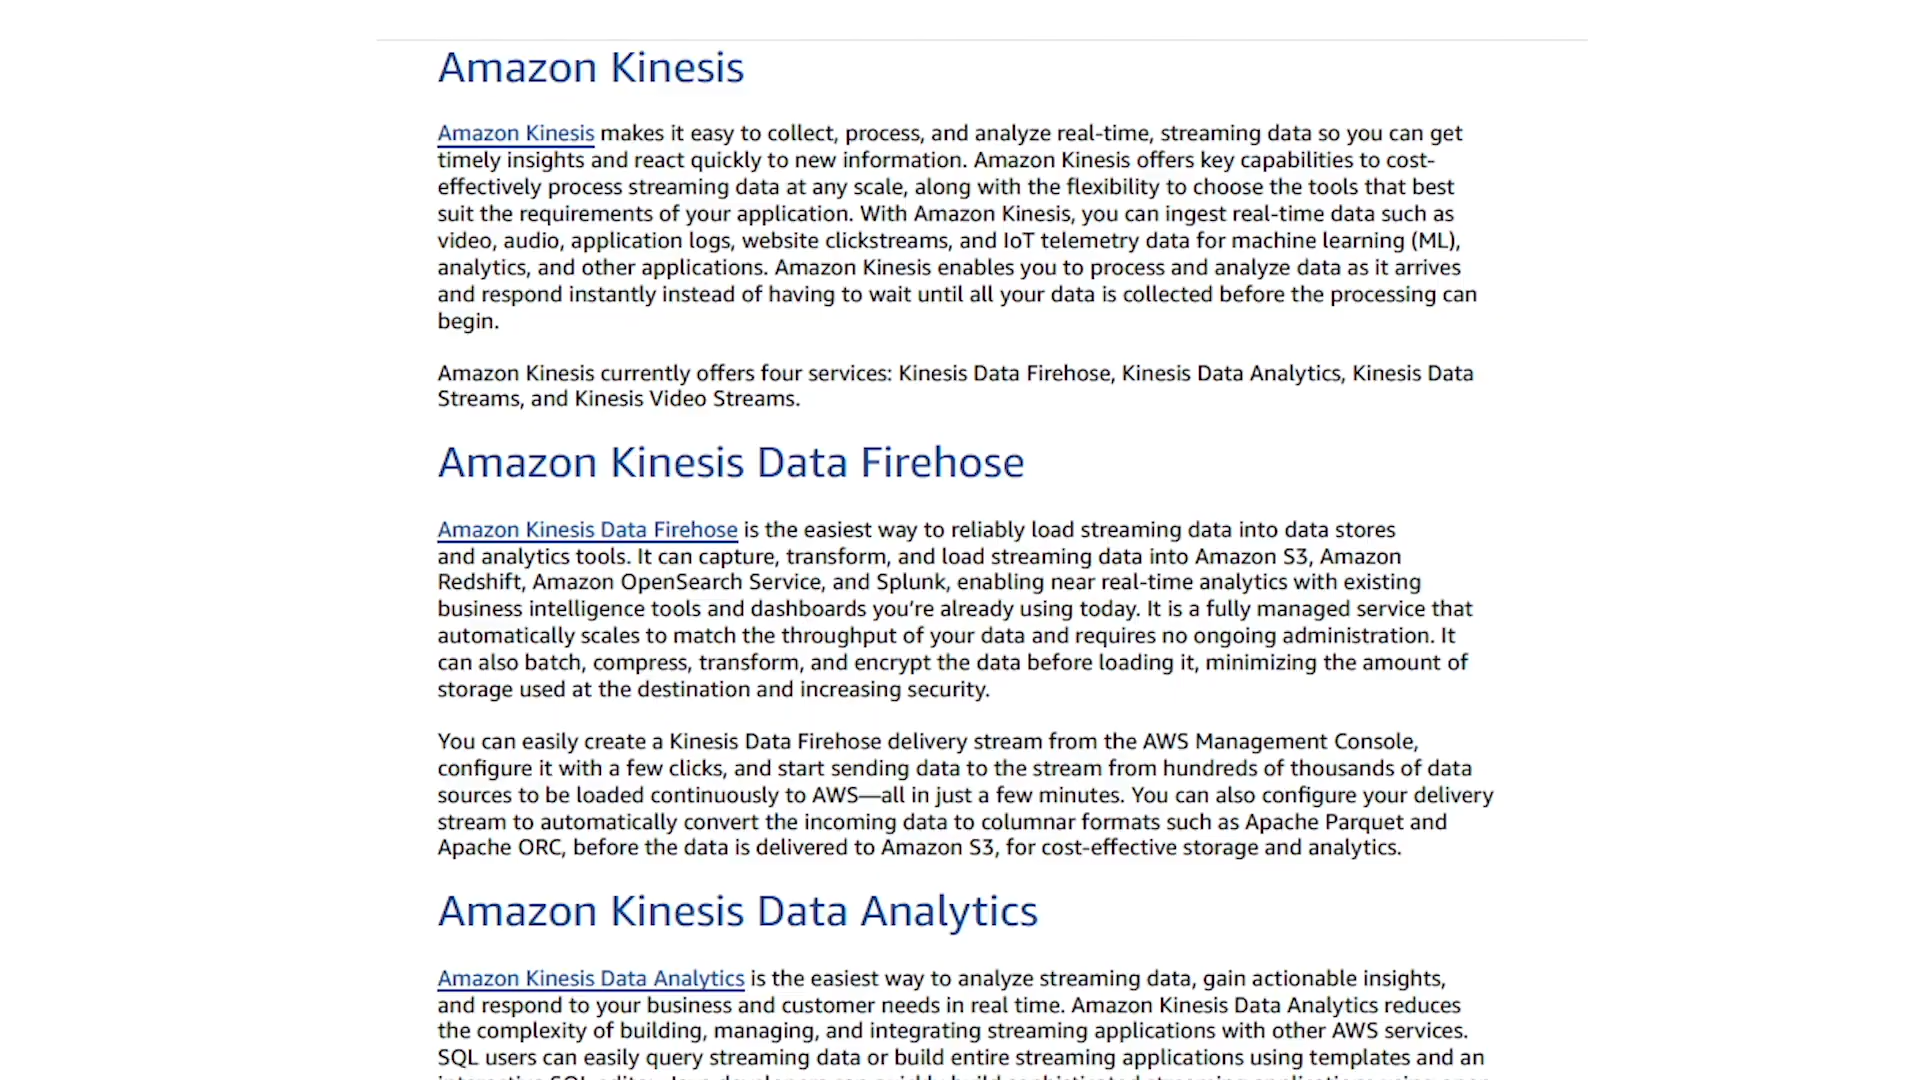 Amazon Kinesis
Amazon Kinesis makes it easy to collect, process, and analyze real-time, streaming data so you can get
timely insights and react quickly to new information. Amazon Kinesis offers key capabilities to cost-
effectively process streaming data at any scale, along with the flexibility to choose the tools that best
suit the requirements of your application. With Amazon Kinesis, you can ingest real-time data such as
video, audio, application logs, website clickstreams, and IoT telemetry data for machine learning (ML),
analytics, and other applications. Amazon Kinesis enables you to process and analyze data as it arrives
and respond instantly instead of having to wait until all your data is collected before the processing can
begin.
Amazon Kinesis currently offers four services: Kinesis Data Firehose, Kinesis Data Analytics, Kinesis Data
Streams, and Kinesis Video Streams.
Amazon Kinesis Data Firehose
Amazon Kinesis Data Firehose is the easiest way to reliably load streaming data into data stores
and analytics tools. It can capture, transform, and load streaming data into Amazon S3, Amazon
Redshift, Amazon OpenSearch Service, and Splunk, enabling near real-time analytics with existing
business intelligence tools and dashboards you're already using today. It is a fully managed service that
automatically scales to match the throughput of your data and requires no ongoing administration. It
can also batch, compress, transform, and encrypt the data before loading it, minimizing the amount of
storage used at the destination and increasing security.
You can easily create a Kinesis Data Firehose delivery stream from the AWS Management Console,
configure it with a few clicks, and start sending data to the stream from hundreds of thousands of data
sources to be loaded continuously to AWS—all in just a few minutes. You can also configure your delivery
stream to automatically convert the incoming data to columnar formats such as Apache Parquet and
Apache ORC, before the data is delivered to Amazon S3, for cost-effective storage and analytics.
Amazon Kinesis Data Analytics
Amazon Kinesis Data Analytics is the easiest way to analyze streaming data, gain actionable insights,
and respond to your business and customer needs in real time. Amazon Kinesis Data Analytics reduces
the complexity of building, managing, and integrating streaming applications with other AWS services.
SQL users can easily query streaming data or build entire streaming applications using templates and an